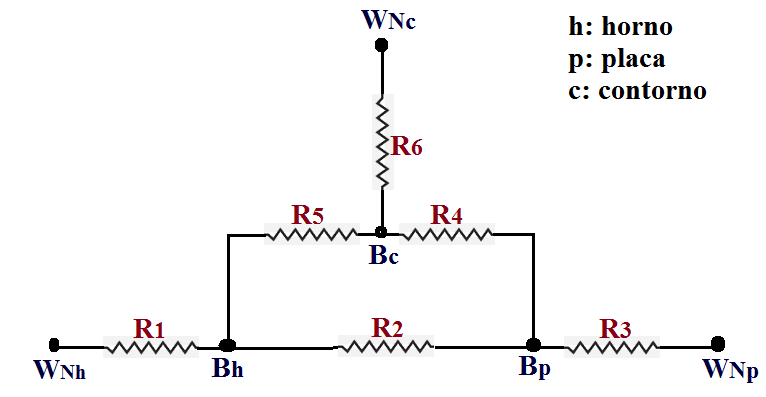 WNc
h: horno
p: placa
c: contorno
R6
R5
R4
Bc
R1
R2
R3
WNh
Bh
Bp
WNp